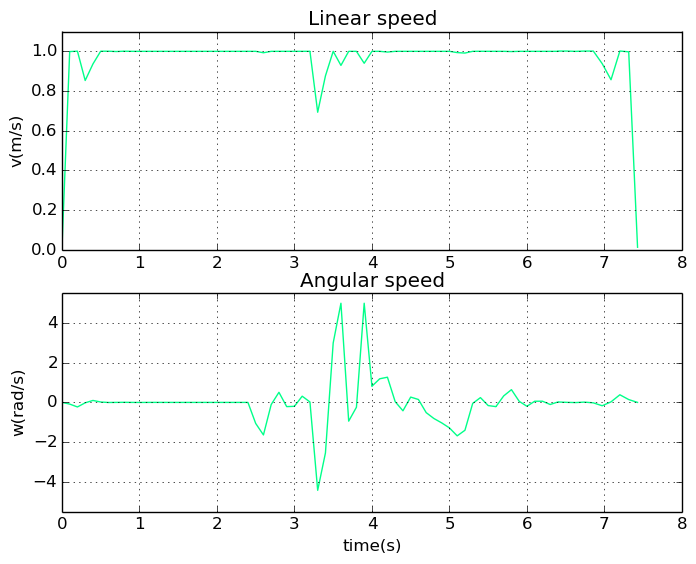 Linear speed
v(m/s)
1.0
0.8
0.6
0.4
0.2
0.0
0 1 2 3 4 5 6 7 8
Angular speed
w(rad/s)
4
2
0
−2
−4
0 1 2 3 4 5 6 7 8
time(s)